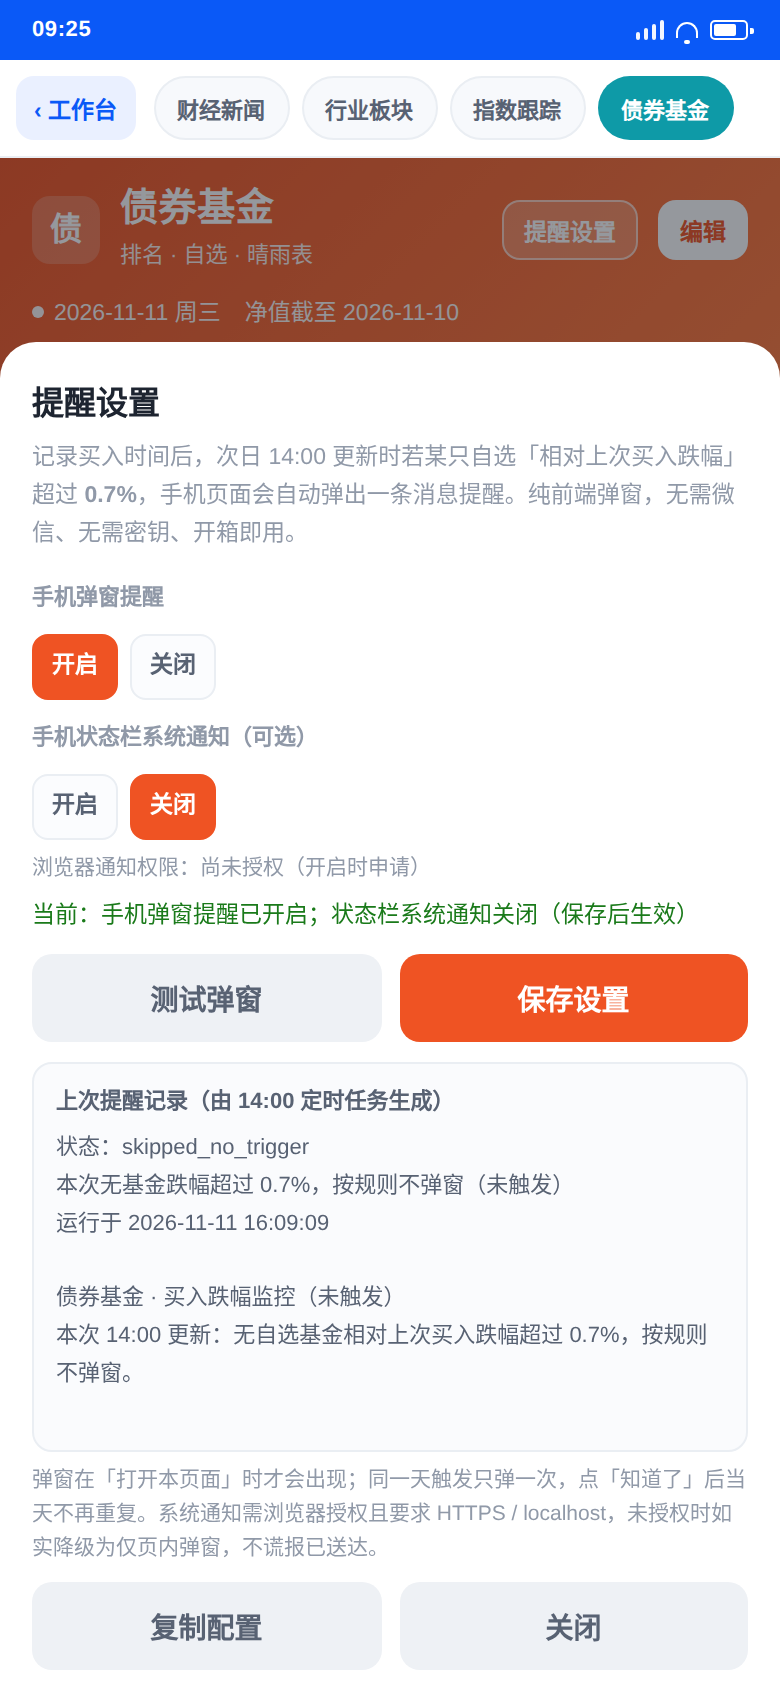 09:25
‹ 工作台
财经新闻
行业板块
指数跟踪
债券基金
债
债券基金
排名 · 自选 · 晴雨表
提醒设置
编辑
2026-11-11 周三 净值截至 2026-11-10
提醒设置
记录买入时间后，次日 14:00 更新时若某只自选「相对上次买入跌幅」
超过 0.7%，手机页面会自动弹出一条消息提醒。纯前端弹窗，无需微
信、无需密钥、开箱即用。
手机弹窗提醒
开启
关闭
手机状态栏系统通知（可选）
开启
关闭
浏览器通知权限：尚未授权（开启时申请）
当前：手机弹窗提醒已开启；状态栏系统通知关闭（保存后生效）
测试弹窗
保存设置
上次提醒记录（由 14:00 定时任务生成）
状态：skipped_no_trigger
本次无基金跌幅超过 0.7%，按规则不弹窗（未触发）
运行于 2026-11-11 16:09:09
债券基金 · 买入跌幅监控（未触发）
本次 14:00 更新：无自选基金相对上次买入跌幅超过 0.7%，按规则
不弹窗。
弹窗在「打开本页面」时才会出现；同一天触发只弹一次，点「知道了」后当
天不再重复。系统通知需浏览器授权且要求 HTTPS / localhost，未授权时如
实降级为仅页内弹窗，不谎报已送达。
复制配置
关闭